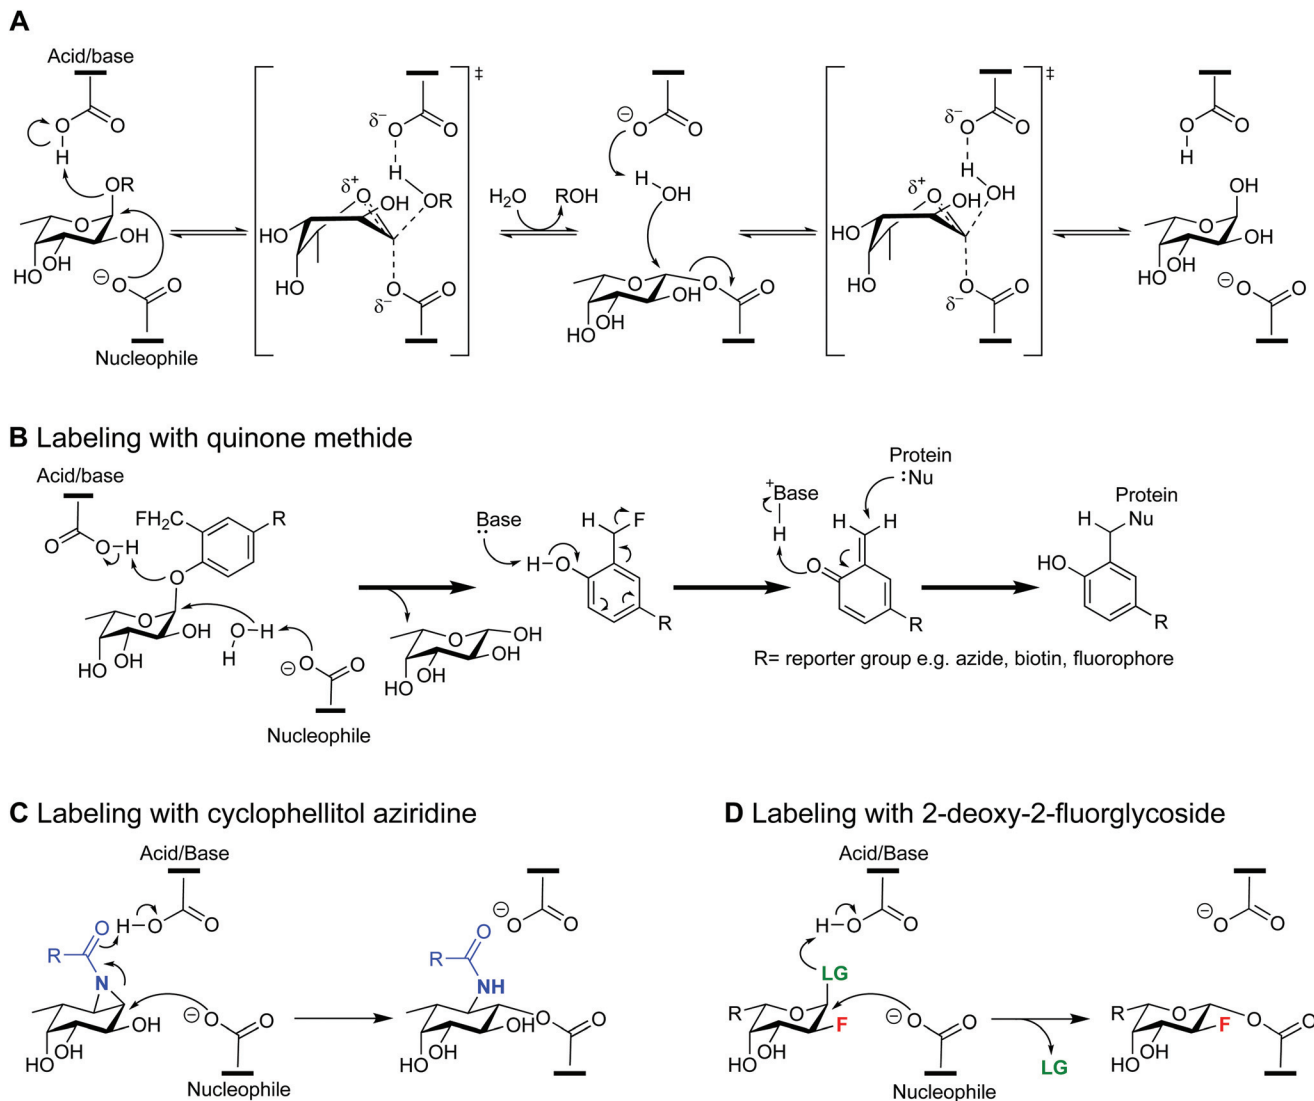 A
Acid/base
O
O
H
OR
O
OH
OH
HO
⊖
O
O
Nucleophile
‡
δ−
O
O
H
δ+
O
OH
OR
HO
HO
δ−
O
O
H2O
ROH
⊖
O
O
H
OH
O
O
O
OH
OH
HO
‡
δ−
O
O
H
δ+
O
OH
OH
HO
HO
δ−
O
O
O
O
H
OH
O
OH
OH
HO
⊖
O
O
B Labeling with quinone methide
Acid/base
FH2C
R
O
O-H
O
O
OH
OH
HO
O-H
H
⊖
O
O
Nucleophile
O
OH
OH
OH
HO
Base
:
H
F
H-O
R
+
Base
H
Protein
:Nu
H
H
O
R
Protein
H
Nu
HO
R
R= reporter group e.g. azide, biotin, fluorophore
C Labeling with cyclophellitol aziridine
Acid/Base
O
H-O
O
R
N
OH
OH
HO
⊖
O
O
Nucleophile
⊖
O
O
O
R
NH
OH
O
O
OH
HO
D Labeling with 2-deoxy-2-fluorglycoside
Acid/Base
H-O
O
LG
R
O
F
OH
HO
⊖
O
O
Nucleophile
LG
⊖
O
O
R
O
O
O
F
OH
HO